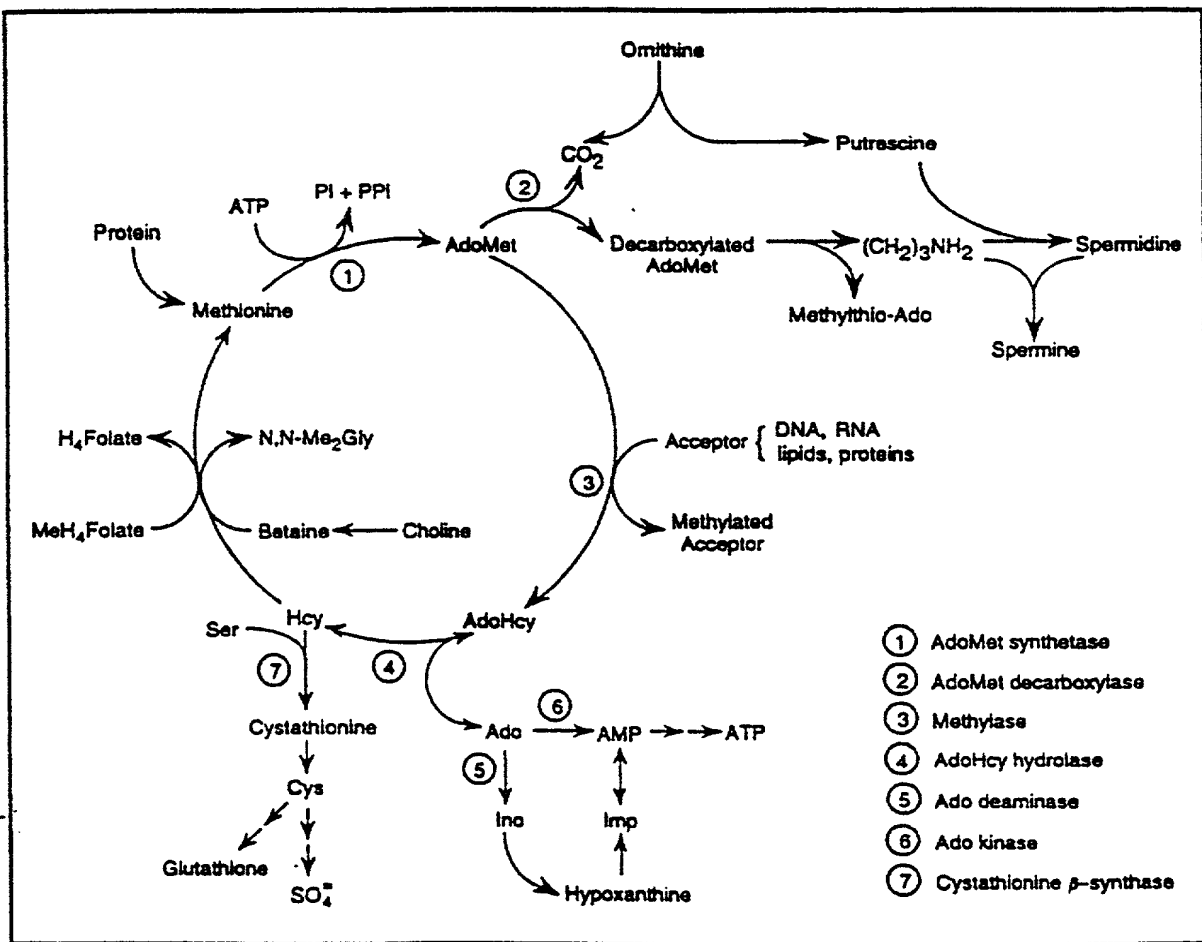 Ornithine
CO2
Putrescine
②
ATP
Pi + PPi
Protein
AdoMet
Decarboxylated
AdoMet
(CH2)3NH2
Spermidine
①
Methionine
Methylthio-Ado
Spermine
H4Folate
N,N-Me2Gly
Acceptor { DNA, RNA
lipids, proteins
③
MeH4Folate
Betaine
Choline
Methylated
Acceptor
Hcy
AdoHcy
Ser
⑦
④
Cystathionine
Ado
⑥
AMP
ATP
⑤
Cys
Ino
Imp
Glutathione
SO4=
Hypoxanthine
① AdoMet synthetase
② AdoMet decarboxylase
③ Methylase
④ AdoHcy hydrolase
⑤ Ado deaminase
⑥ Ado kinase
⑦ Cystathionine β-synthase